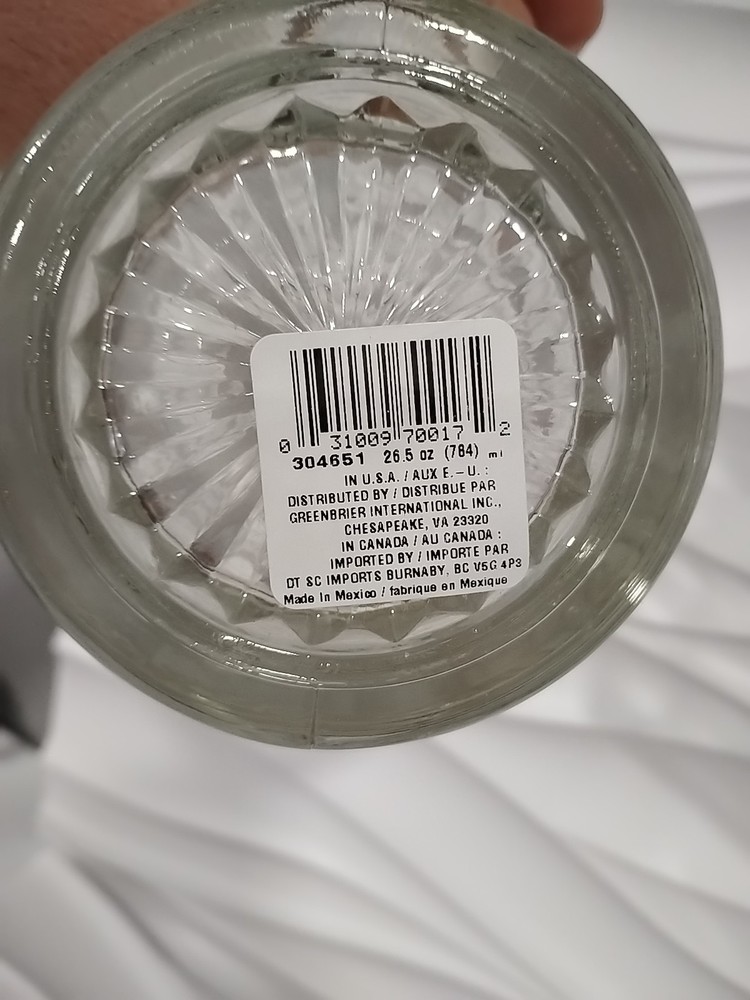 0 31009 70017 2
304651 26.5 oz (784) ml
IN U.S.A. / AUX E.-U. :
DISTRIBUTED BY / DISTRIBUE PAR
GREENBRIER INTERNATIONAL INC.,
CHESAPEAKE, VA 23320
IN CANADA / AU CANADA :
IMPORTED BY / IMPORTE PAR
DT SC IMPORTS BURNABY, BC V5G 4P3
Made In Mexico / fabrique en Mexique